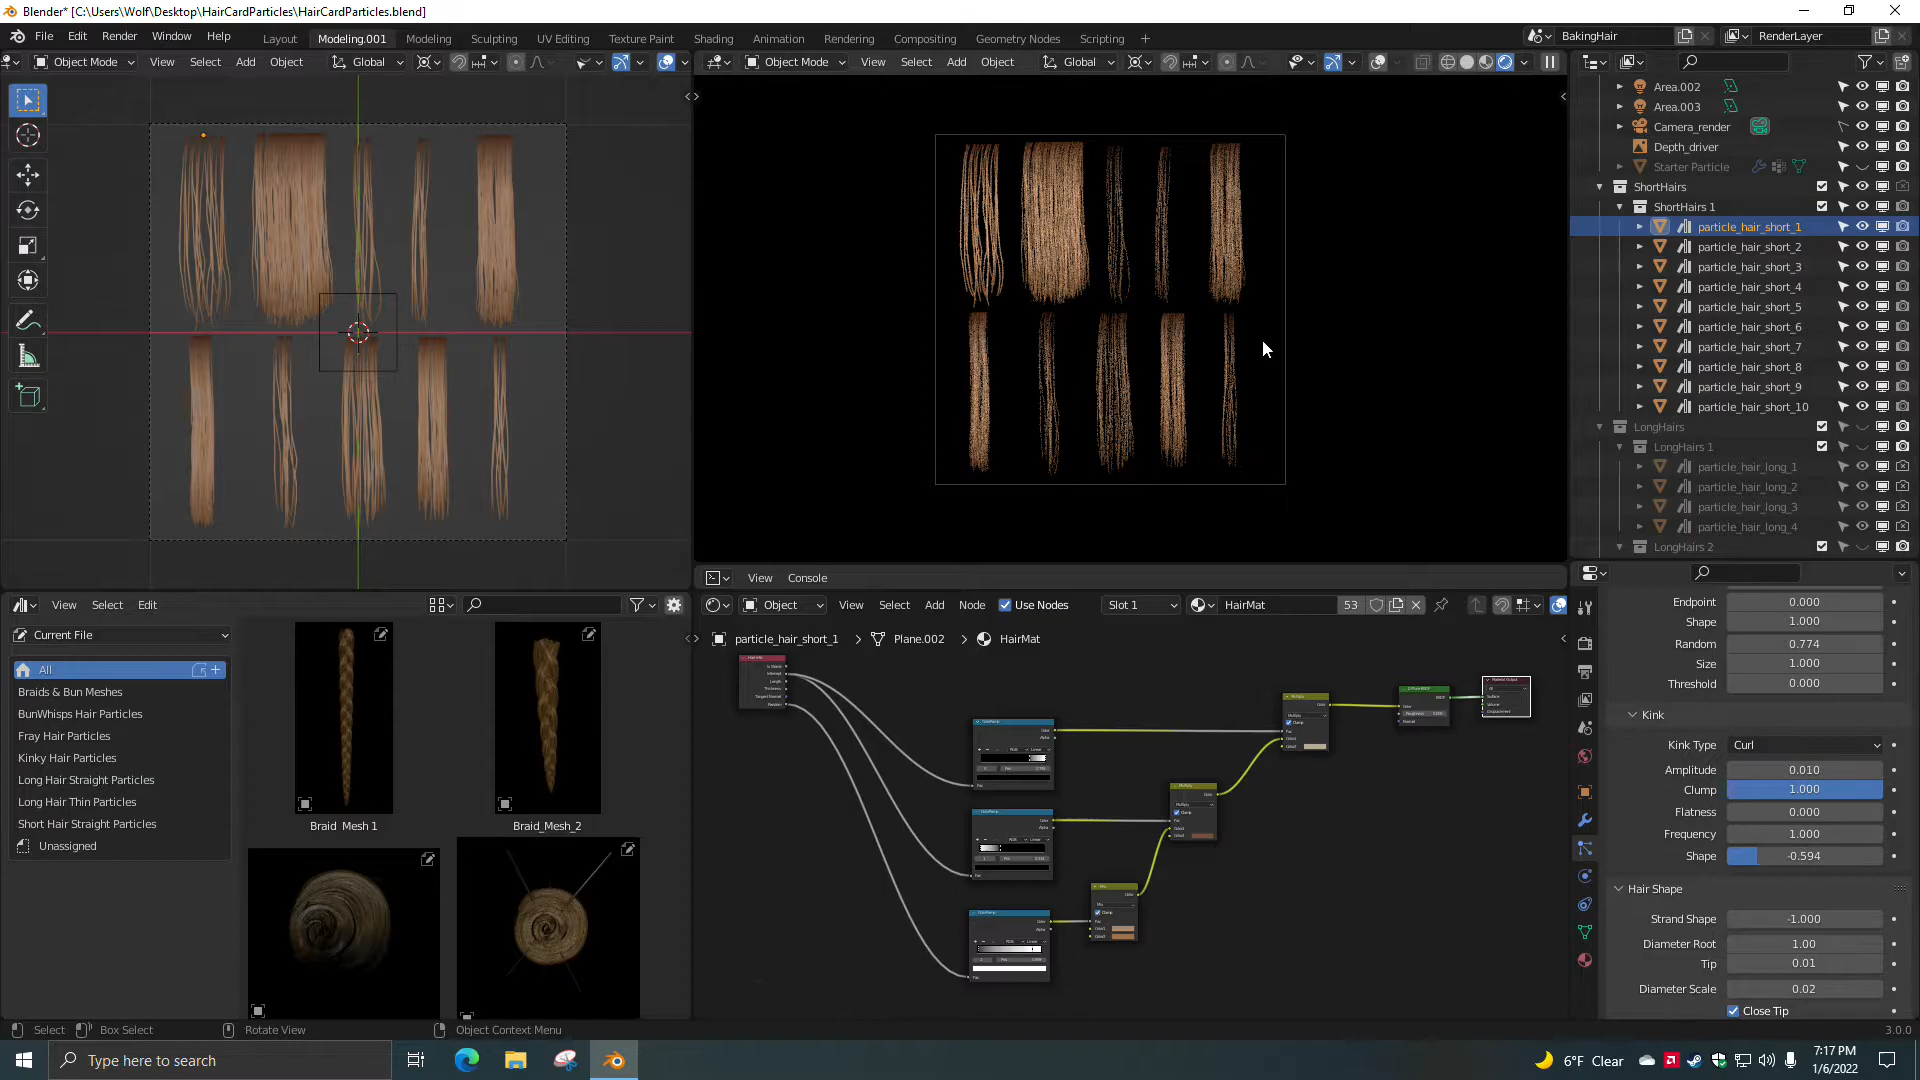 Blender* [C:\Users\Wolf\Desktop\HairCardParticles\HairCardParticles.blend]
File Edit Render Window Help
Layout Modeling.001 Modeling Sculpting UV Editing Texture Paint Shading Animation Rendering Compositing Geometry Nodes Scripting +
BakingHair RenderLayer
Object Mode View Select Add Object Global
Object Mode View Select Add Object Global
Area.002
Area.003
Camera_render
Depth_driver
Starter Particle
ShortHairs
ShortHairs 1
particle_hair_short_1
particle_hair_short_2
particle_hair_short_3
particle_hair_short_4
particle_hair_short_5
particle_hair_short_6
particle_hair_short_7
particle_hair_short_8
particle_hair_short_9
particle_hair_short_10
LongHairs
LongHairs 1
particle_hair_long_1
particle_hair_long_2
particle_hair_long_3
particle_hair_long_4
LongHairs 2
View Console
View Select Edit
Current File
All
Braids & Bun Meshes
BunWhisps Hair Particles
Fray Hair Particles
Kinky Hair Particles
Long Hair Straight Particles
Long Hair Thin Particles
Short Hair Straight Particles
Unassigned
Braid Mesh 1
Braid_Mesh_2
Object View Select Add Node Use Nodes Slot 1 HairMat 53
particle_hair_short_1 > Plane.002 > HairMat
Endpoint 0.000
Shape 1.000
Random 0.774
Size 1.000
Threshold 0.000
Kink
Kink Type Curl
Amplitude 0.010
Clump 1.000
Flatness 0.000
Frequency 1.000
Shape -0.594
Hair Shape
Strand Shape -1.000
Diameter Root 1.00
Tip 0.01
Diameter Scale 0.02
Close Tip
Select Box Select Rotate View Object Context Menu
3.0.0
Type here to search
6°F Clear
7:17 PM
1/6/2022